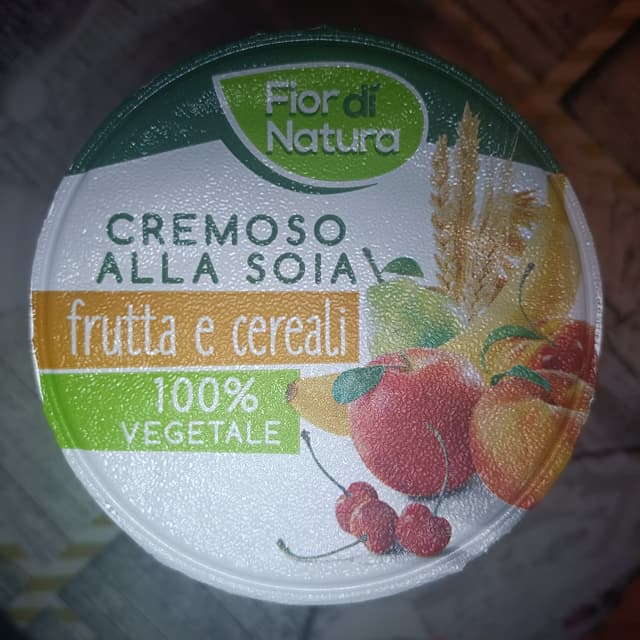 Fior di
Natura
CREMOSO
ALLA SOIA
frutta e cereali
100%
VEGETALE